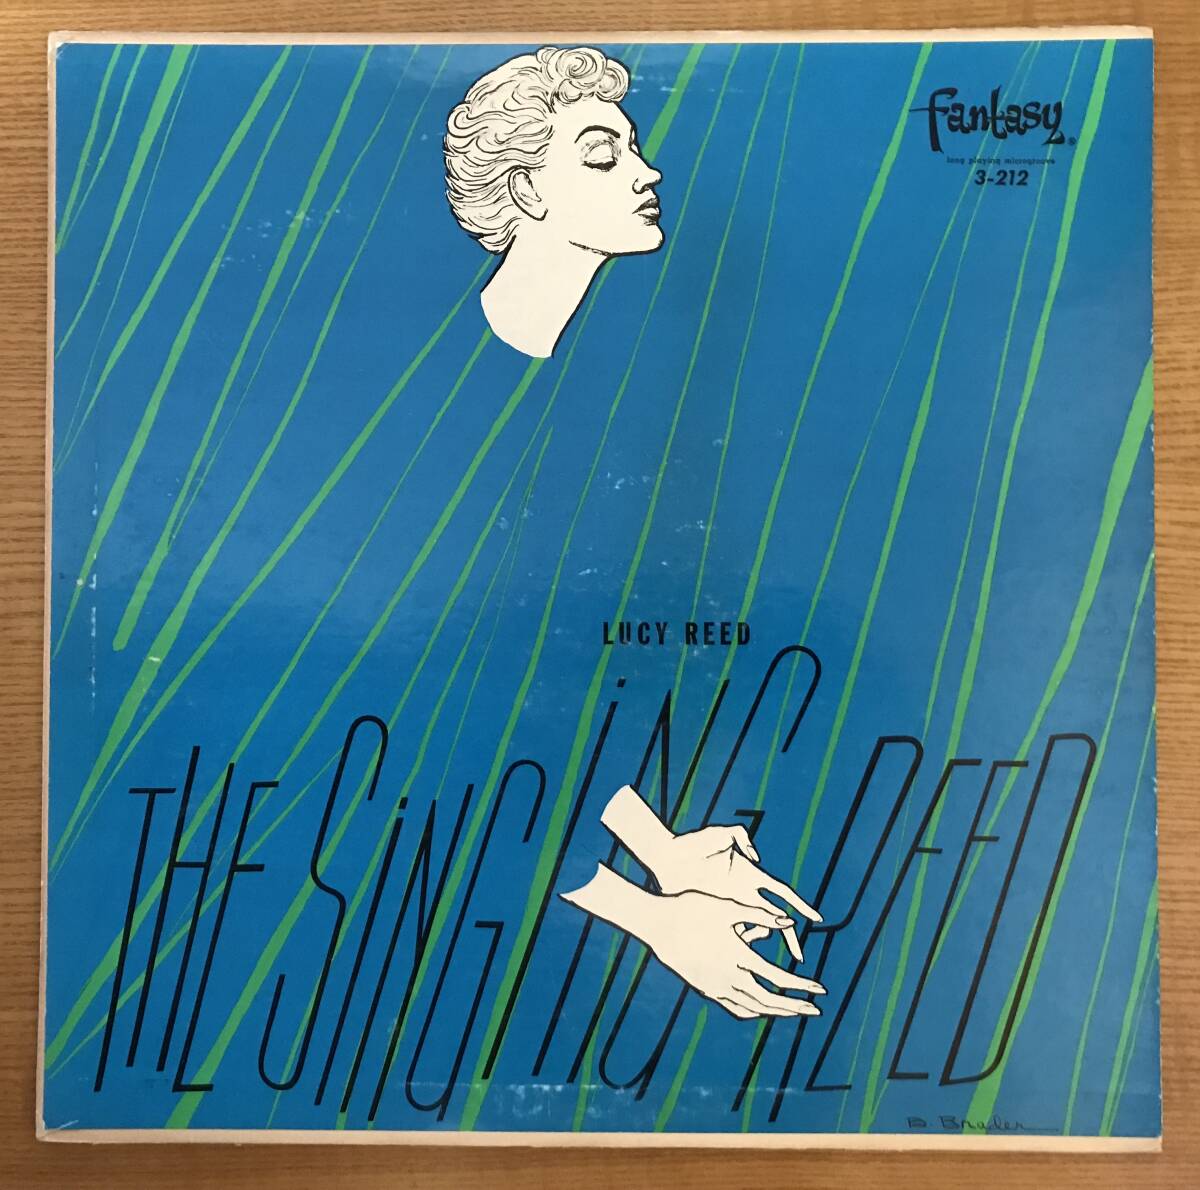 fantasy®
long playing microgroove
3-212
LUCY REED
THE SiNGiNG REED